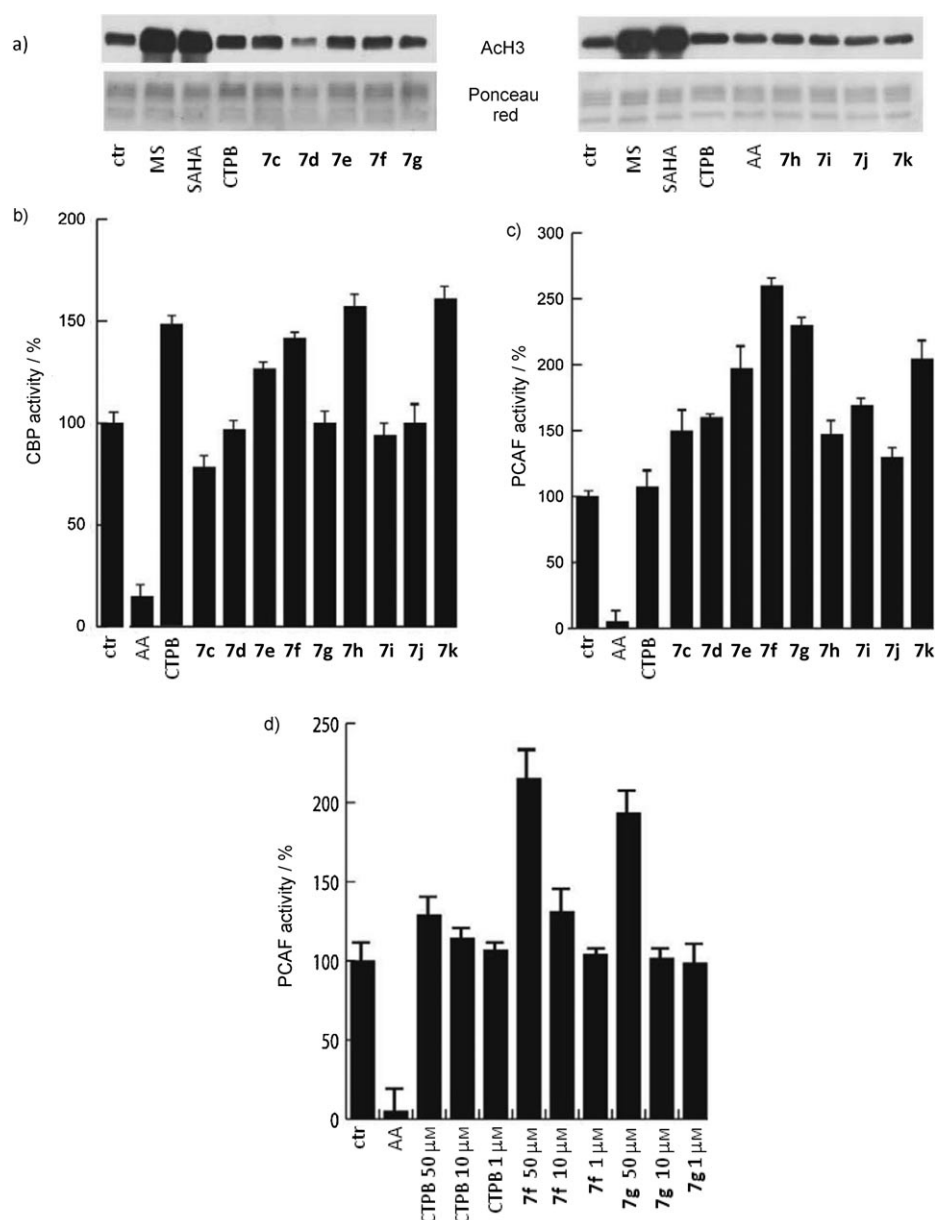 a)
AcH3
Ponceau
red
ctr MS SAHA CTPB 7c 7d 7e 7f 7g
ctr MS SAHA CTPB AA 7h 7i 7j 7k
b)
200
150
100
50
0
CBP activity / %
ctr AA CTPB 7c 7d 7e 7f 7g 7h 7i 7j 7k
c)
300
250
200
150
100
50
0
PCAF activity / %
ctr AA CTPB 7c 7d 7e 7f 7g 7h 7i 7j 7k
d)
250
200
150
100
50
0
PCAF activity / %
ctr
AA
CTPB 50 μM
CTPB 10 μM
CTPB 1 μM
7f 50 μM
7f 10 μM
7f 1 μM
7g 50 μM
7g 10 μM
7g 1 μM